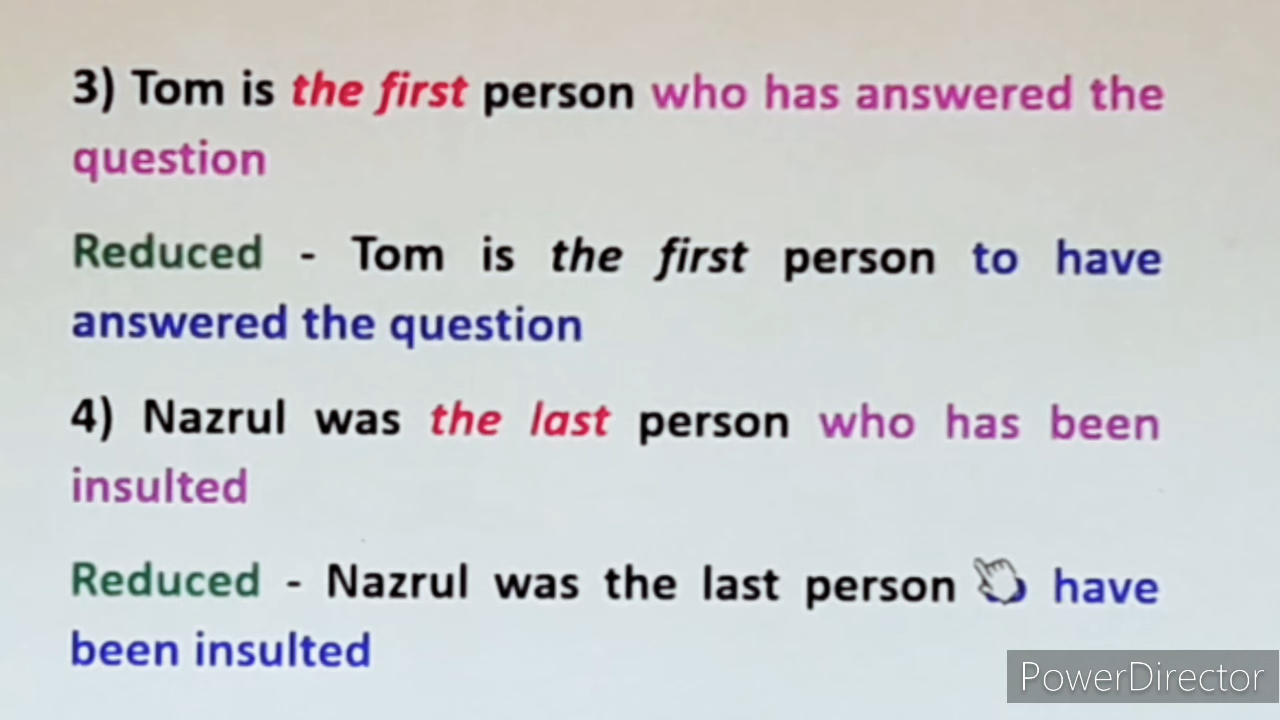 3) Tom is the first person who has answered the
question
Reduced - Tom is the first person to have
answered the question
4) Nazrul was the last person who has been
insulted
Reduced - Nazrul was the last person have
been insulted
PowerDirector